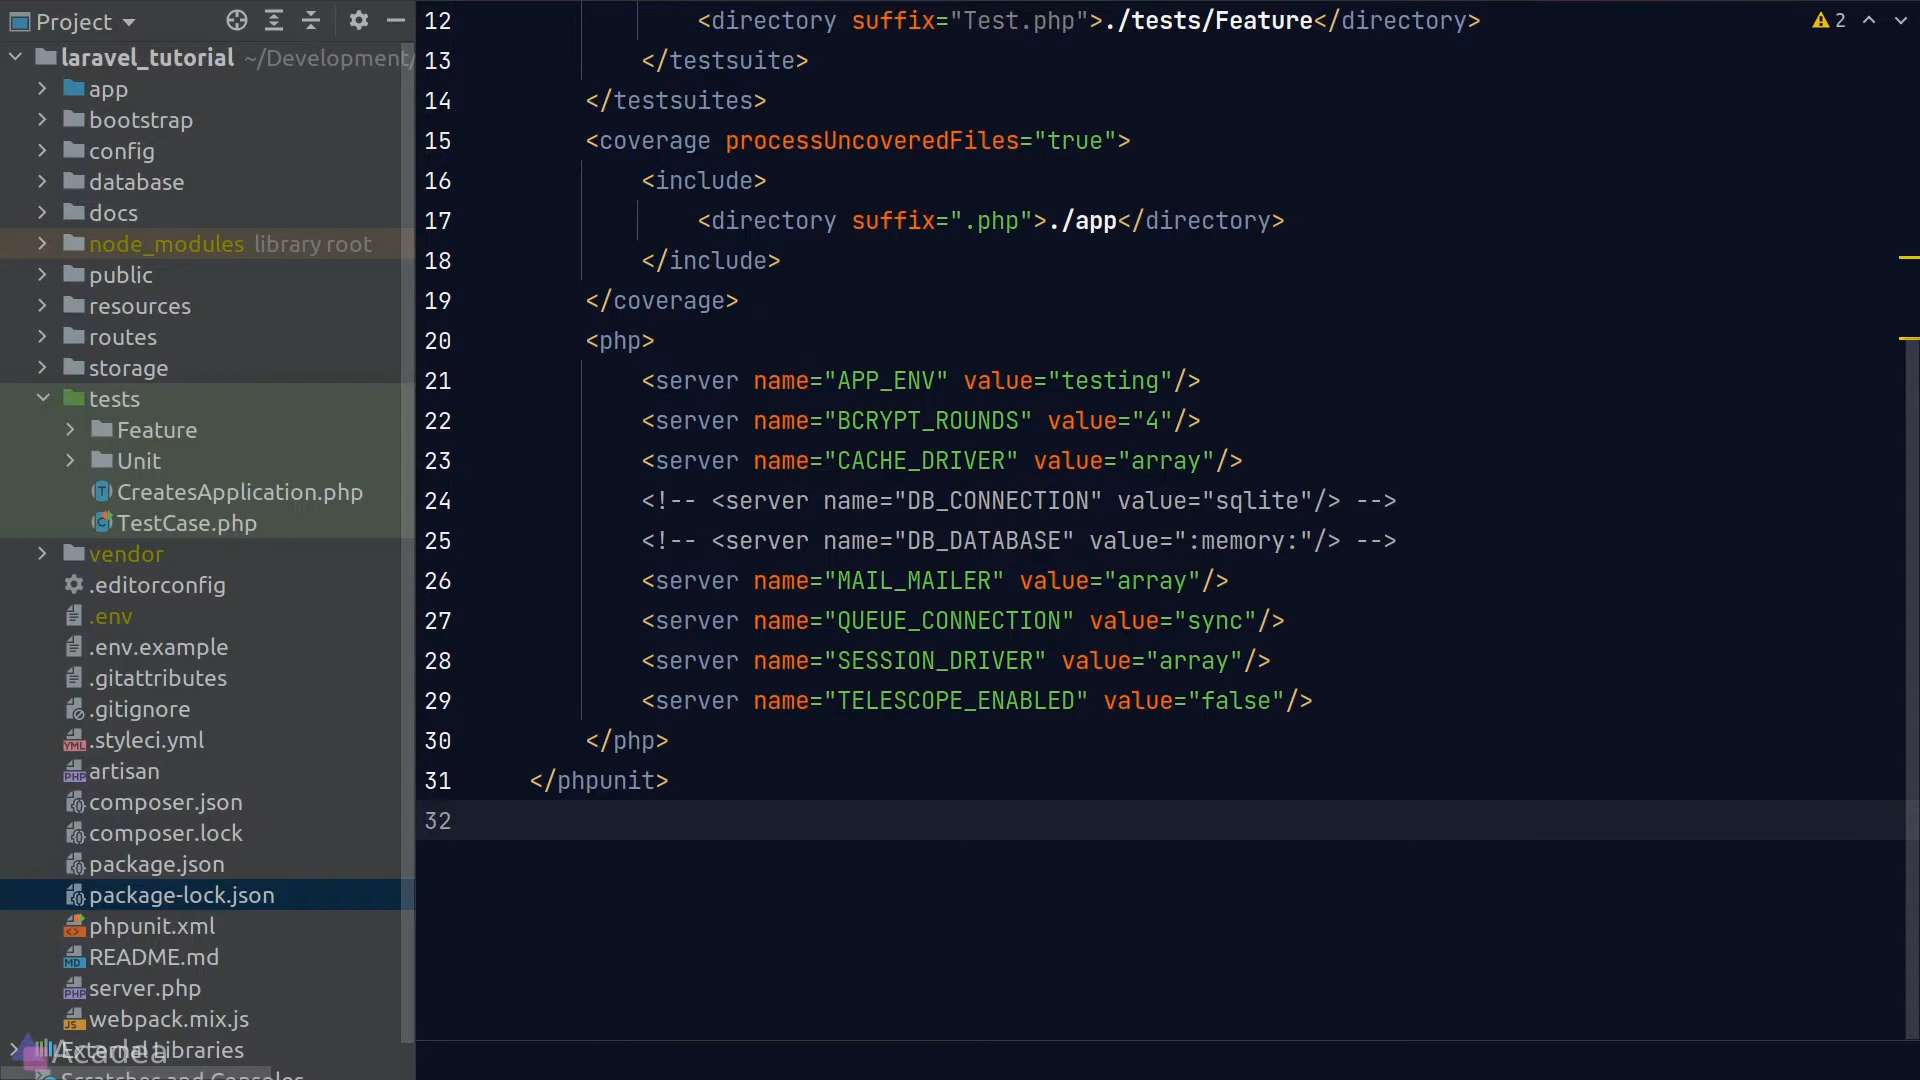 Project
laravel_tutorial ~/Development/
app
bootstrap
config
database
docs
node_modules library root
public
resources
routes
storage
tests
Feature
Unit
CreatesApplication.php
TestCase.php
vendor
.editorconfig
.env
.env.example
.gitattributes
.gitignore
.styleci.yml
artisan
composer.json
composer.lock
package.json
package-lock.json
phpunit.xml
README.md
server.php
webpack.mix.js
External Libraries
Acadea
Scratches and Consoles
12 <directory suffix="Test.php">./tests/Feature</directory>
13 </testsuite>
14 </testsuites>
15 <coverage processUncoveredFiles="true">
16 <include>
17 <directory suffix=".php">./app</directory>
18 </include>
19 </coverage>
20 <php>
21 <server name="APP_ENV" value="testing"/>
22 <server name="BCRYPT_ROUNDS" value="4"/>
23 <server name="CACHE_DRIVER" value="array"/>
24 <!-- <server name="DB_CONNECTION" value="sqlite"/> -->
25 <!-- <server name="DB_DATABASE" value=":memory:"/> -->
26 <server name="MAIL_MAILER" value="array"/>
27 <server name="QUEUE_CONNECTION" value="sync"/>
28 <server name="SESSION_DRIVER" value="array"/>
29 <server name="TELESCOPE_ENABLED" value="false"/>
30 </php>
31 </phpunit>
32
2